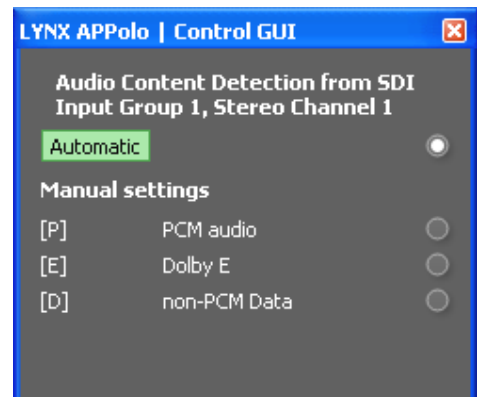 LYNX APPolo | Control GUI
Audio Content Detection from SDI
Input Group 1, Stereo Channel 1
Automatic
Manual settings
[P] PCM audio
[E] Dolby E
[D] non-PCM Data